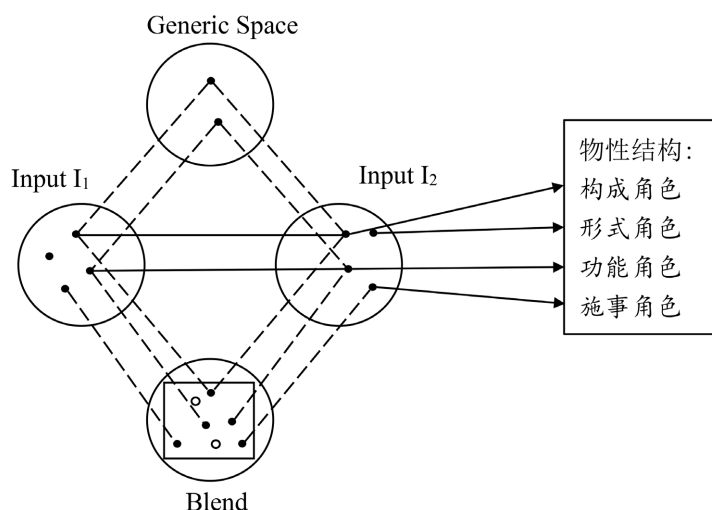 Generic Space
Input I₁
Input I₂
物性结构:
构成角色
形式角色
功能角色
施事角色
Blend